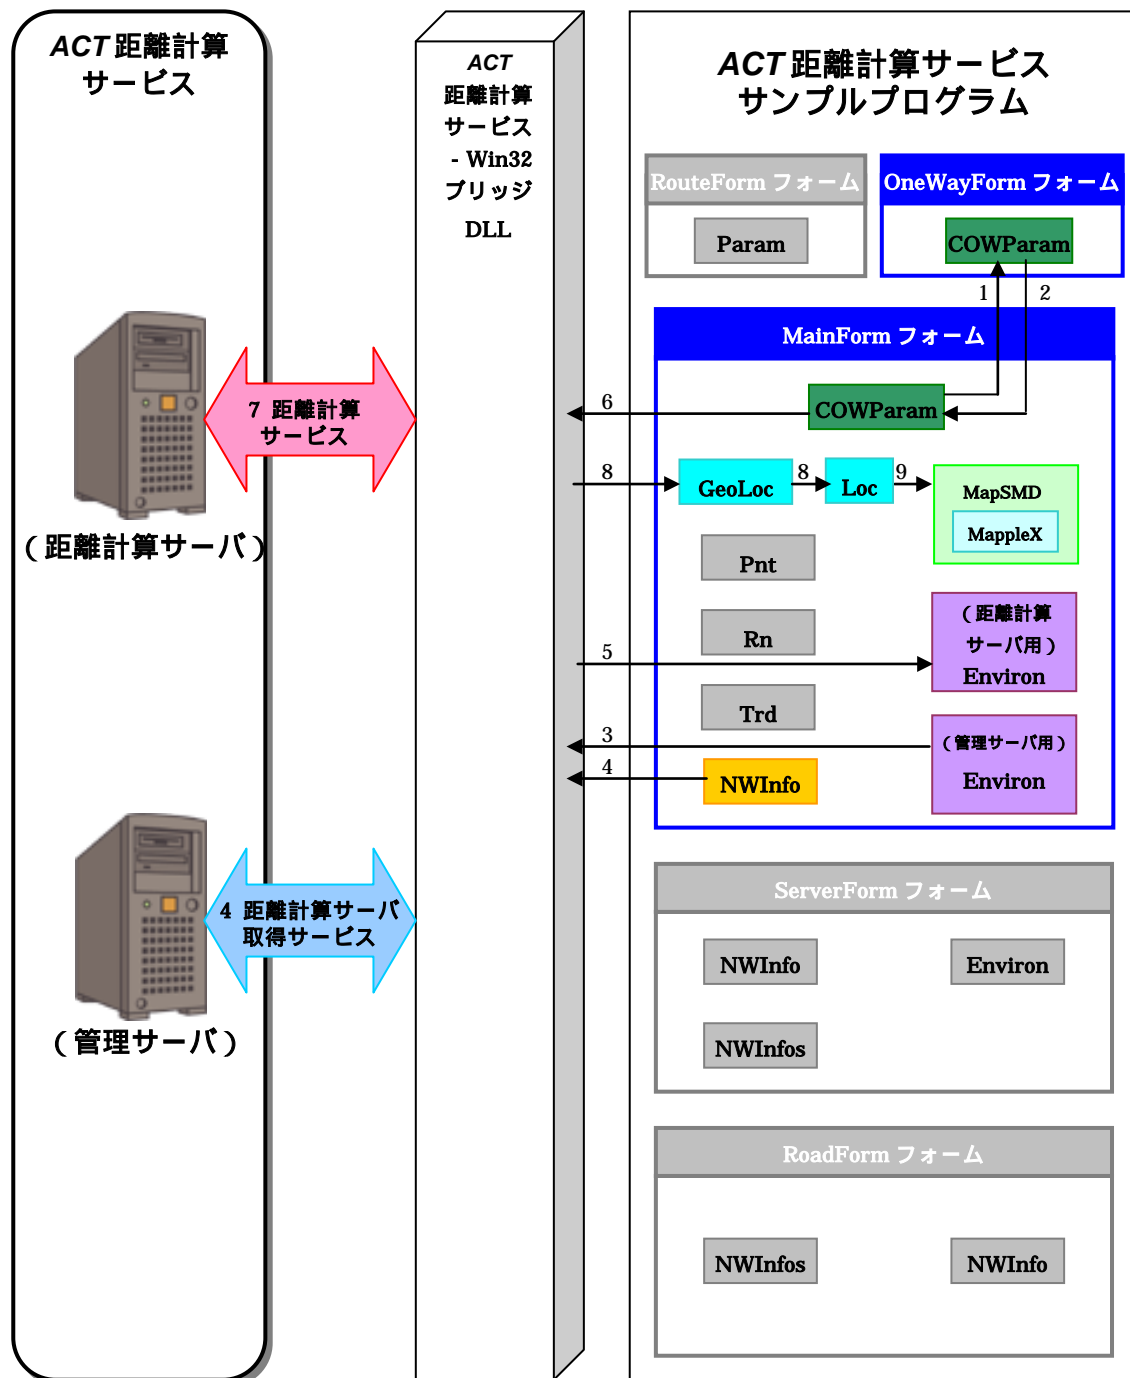 ACT 距離計算
サービス
7 距離計算
サービス
（距離計算サーバ）
4 距離計算サーバ
取得サービス
（管理サーバ）
ACT
距離計算
サービス
- Win32
ブリッジ
DLL
ACT 距離計算サービス
サンプルプログラム
RouteForm フォーム
Param
OneWayForm フォーム
COWParam
1
2
MainForm フォーム
COWParam
6
8
GeoLoc
8
Loc
9
MapSMD
MappleX
Pnt
（距離計算
サーバ用）
Environ
Rn
5
Trd
3
（管理サーバ用）
Environ
4
NWInfo
ServerForm フォーム
NWInfo
Environ
NWInfos
RoadForm フォーム
NWInfos
NWInfo